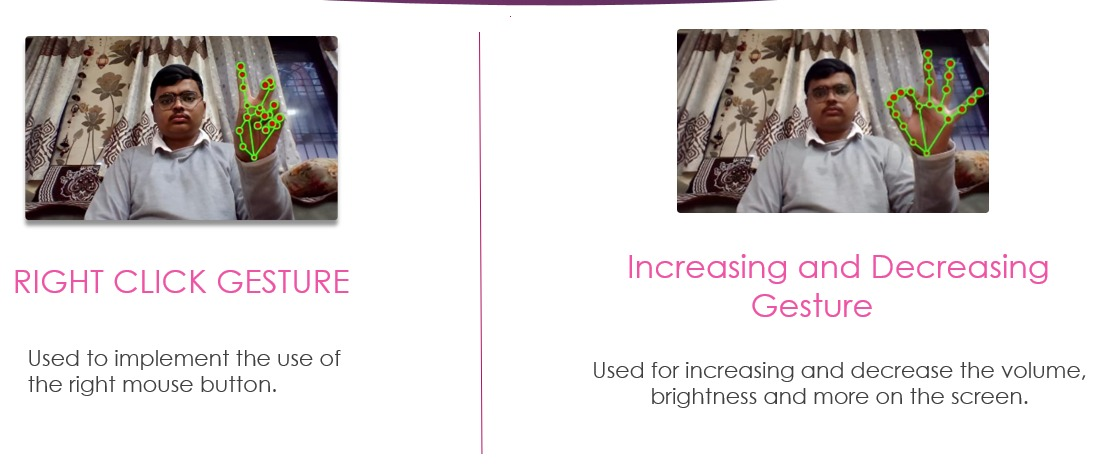 RIGHT CLICK GESTURE
Used to implement the use of
the right mouse button.
Increasing and Decreasing
Gesture
Used for increasing and decrease the volume,
brightness and more on the screen.